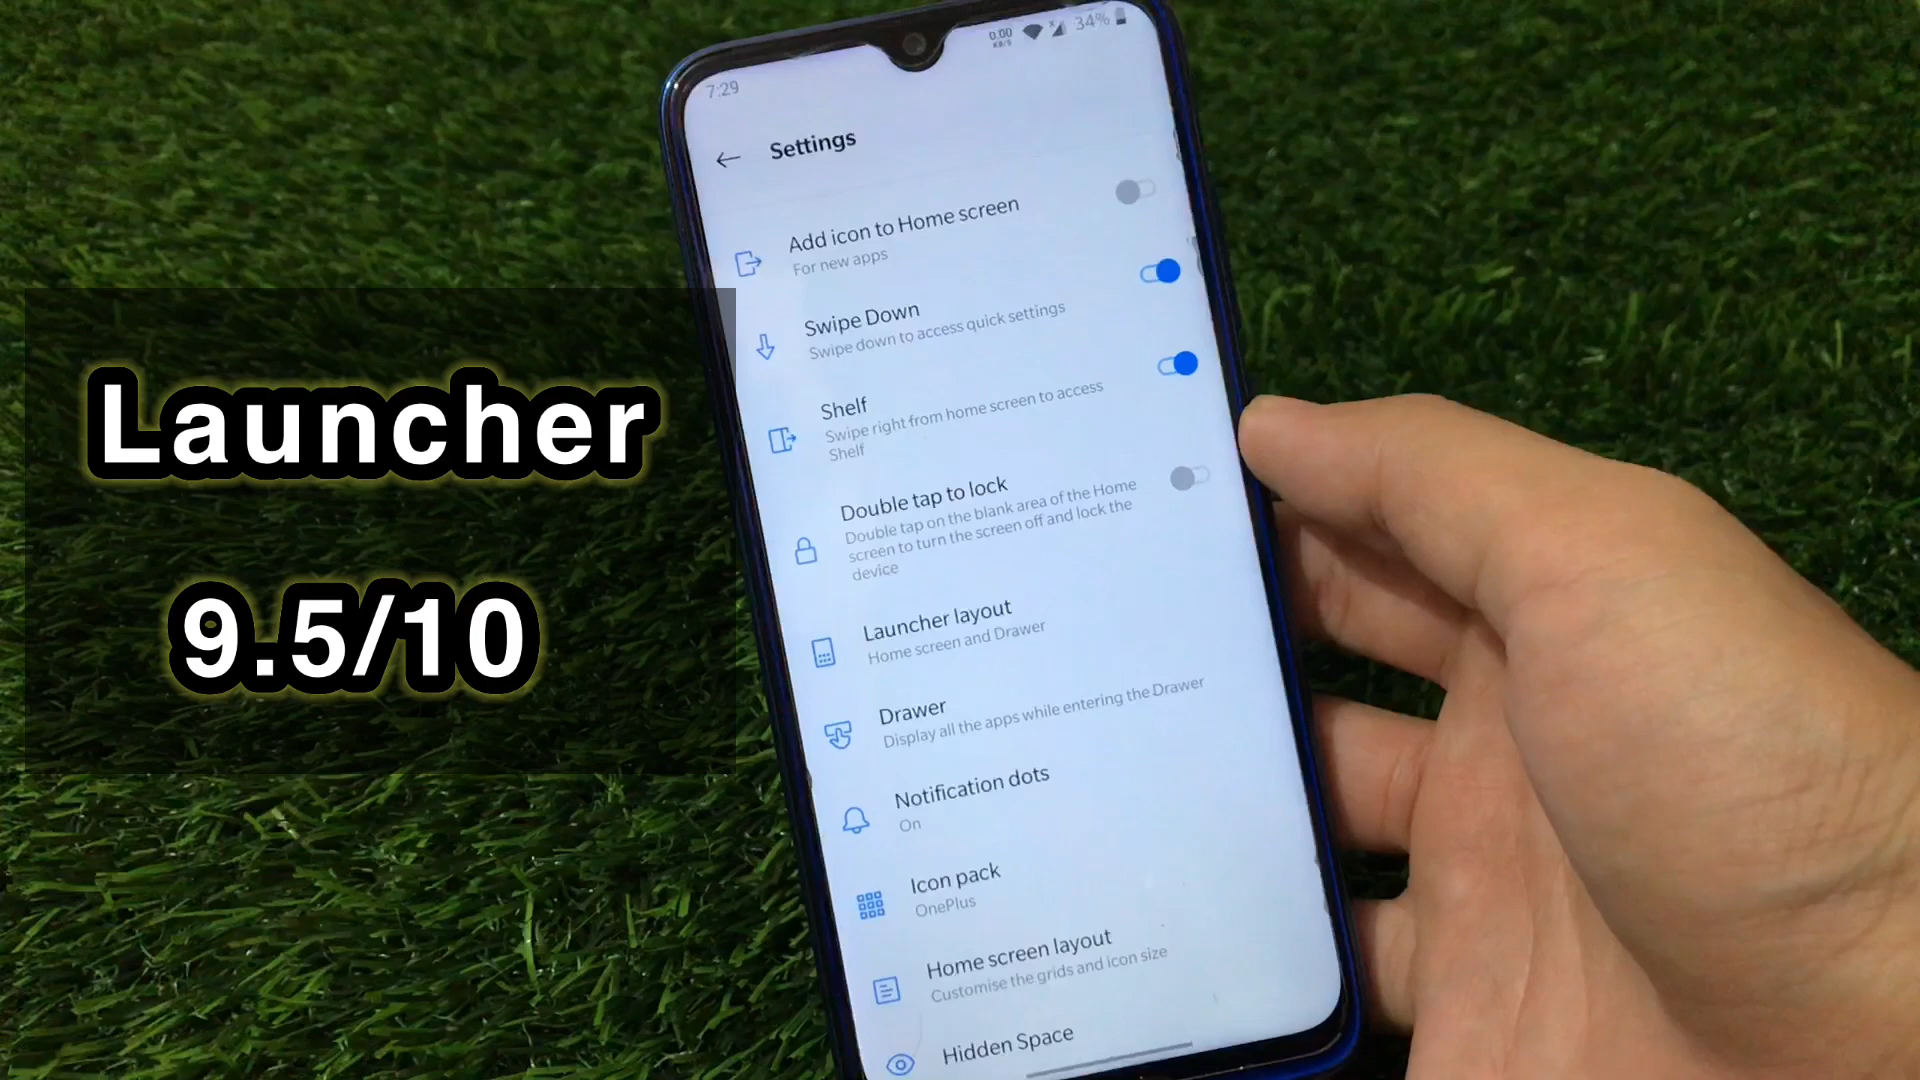 7:29
0.00
KB/S
34%
Settings
Add icon to Home screen
For new apps
Swipe Down
Swipe down to access quick settings
Shelf
Swipe right from home screen to access
Shelf
Double tap to lock
Double tap on the blank area of the Home
screen to turn the screen off and lock the
device
Launcher layout
Home screen and Drawer
Drawer
Display all the apps while entering the Drawer
Notification dots
On
Icon pack
OnePlus
Home screen layout
Customise the grids and icon size
Hidden Space
Launcher
9.5/10